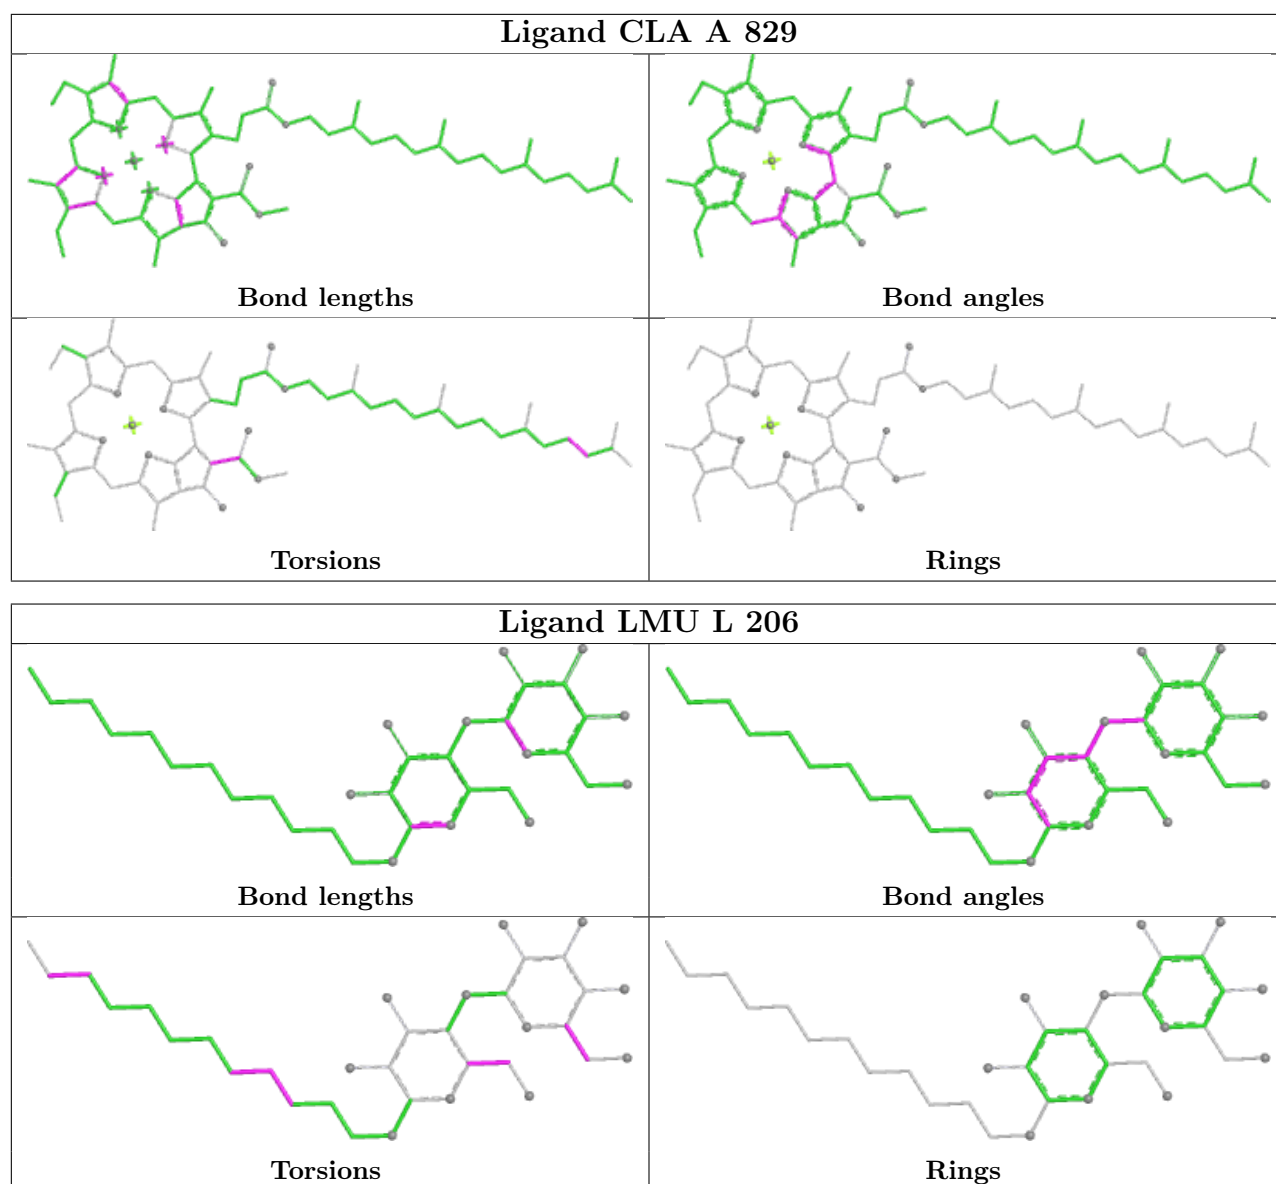 Ligand CLA A 829
Bond lengths
Bond angles
Torsions
Rings
Ligand LMU L 206
Bond lengths
Bond angles
Torsions
Rings